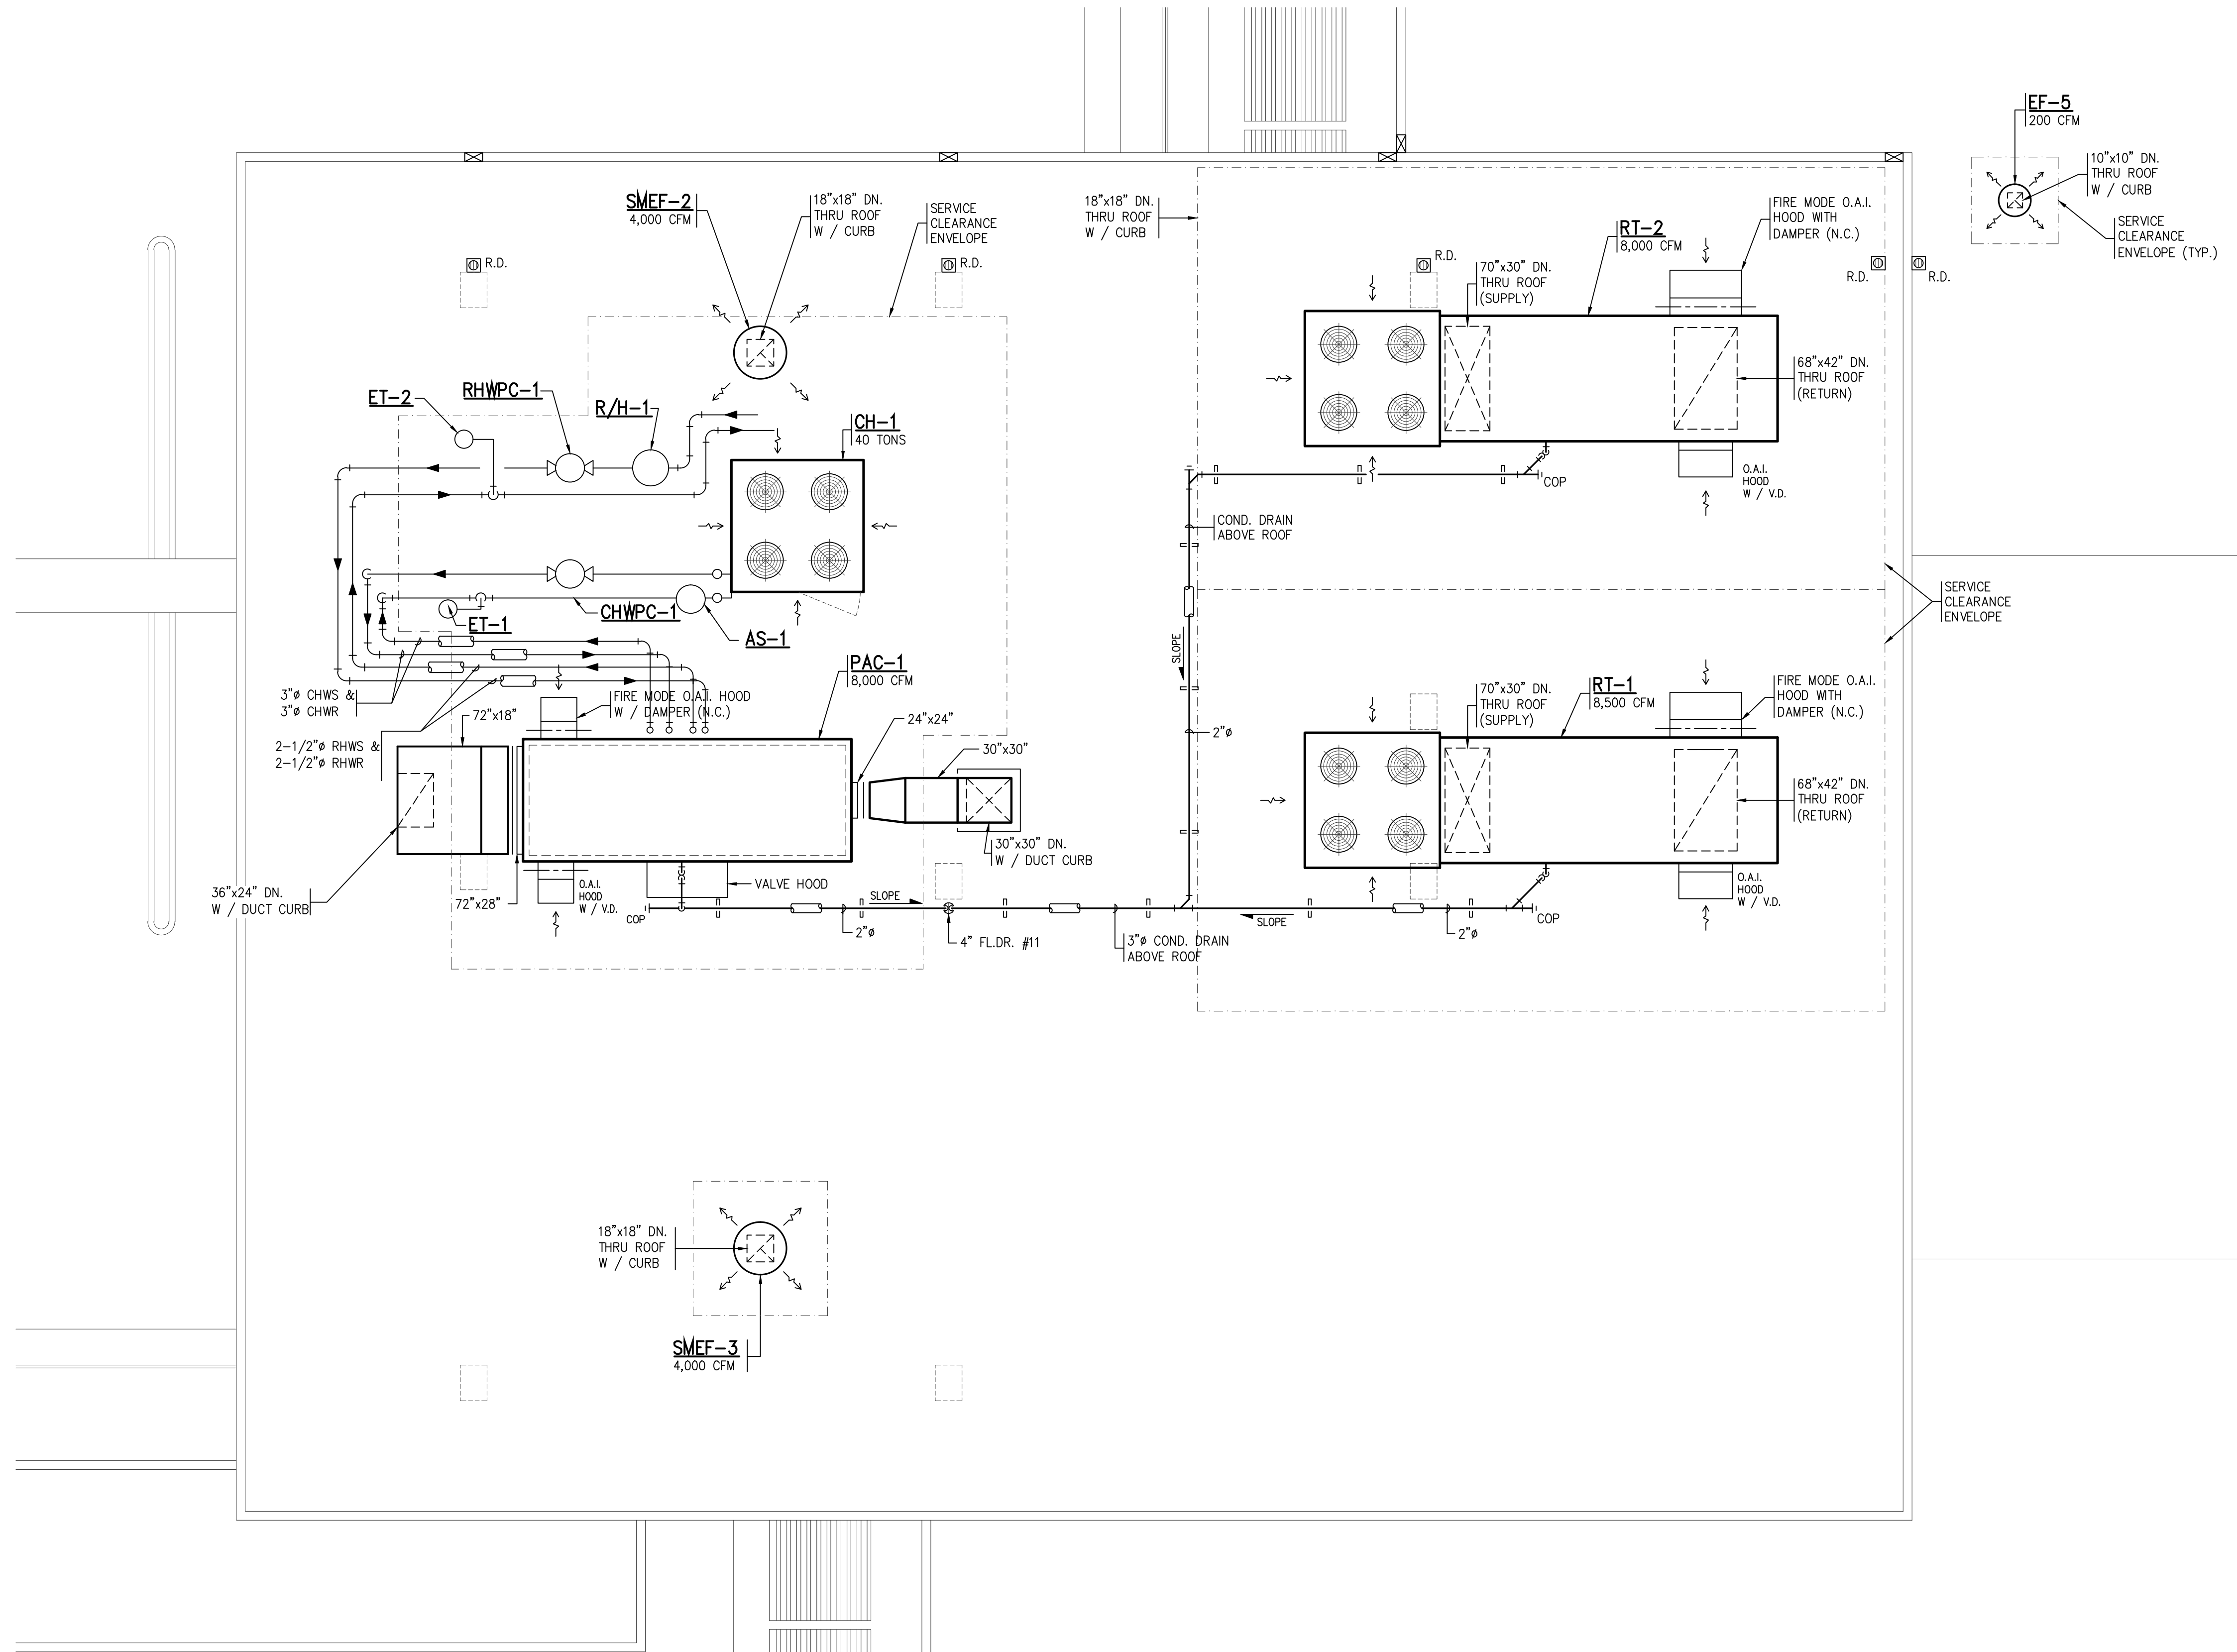 EF-5
200 CFM
10"x10" DN.
THRU ROOF
W / CURB
SERVICE
CLEARANCE
ENVELOPE (TYP.)
SMEF-2
4,000 CFM
18"x18" DN.
THRU ROOF
W / CURB
SERVICE
CLEARANCE
ENVELOPE
18"x18" DN.
THRU ROOF
W / CURB
RT-2
8,000 CFM
FIRE MODE O.A.I.
HOOD WITH
DAMPER (N.C.)
R.D.
R.D.
R.D.
R.D.
R.D.
70"x30" DN.
THRU ROOF
(SUPPLY)
68"x42" DN.
THRU ROOF
(RETURN)
ET-2
RHWPC-1
R/H-1
CH-1
40 TONS
O.A.I.
HOOD
W / V.D.
COP
COND. DRAIN
ABOVE ROOF
SERVICE
CLEARANCE
ENVELOPE
CHWPC-1
ET-1
AS-1
SLOPE
PAC-1
8,000 CFM
3"ø CHWS &
3"ø CHWR
FIRE MODE O.A.I. HOOD
W / DAMPER (N.C.)
72"x18"
24"x24"
2-1/2"ø RHWS &
2-1/2"ø RHWR
30"x30"
2"ø
70"x30" DN.
THRU ROOF
(SUPPLY)
RT-1
8,500 CFM
FIRE MODE O.A.I.
HOOD WITH
DAMPER (N.C.)
68"x42" DN.
THRU ROOF
(RETURN)
30"x30" DN.
W / DUCT CURB
36"x24" DN.
W / DUCT CURB
72"x28"
O.A.I.
HOOD
W / V.D.
VALVE HOOD
COP
SLOPE
2"ø
4" FL.DR. #11
3"ø COND. DRAIN
ABOVE ROOF
SLOPE
2"ø
COP
O.A.I.
HOOD
W / V.D.
18"x18" DN.
THRU ROOF
W / CURB
SMEF-3
4,000 CFM